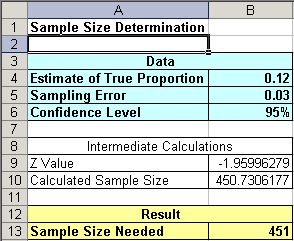 A B
1 Sample Size Determination
2
3 Data
4 Estimate of True Proportion 0.12
5 Sampling Error 0.03
6 Confidence Level 95%
7
8 Intermediate Calculations
9 Z Value -1.95996279
10 Calculated Sample Size 450.7306177
11
12 Result
13 Sample Size Needed 451